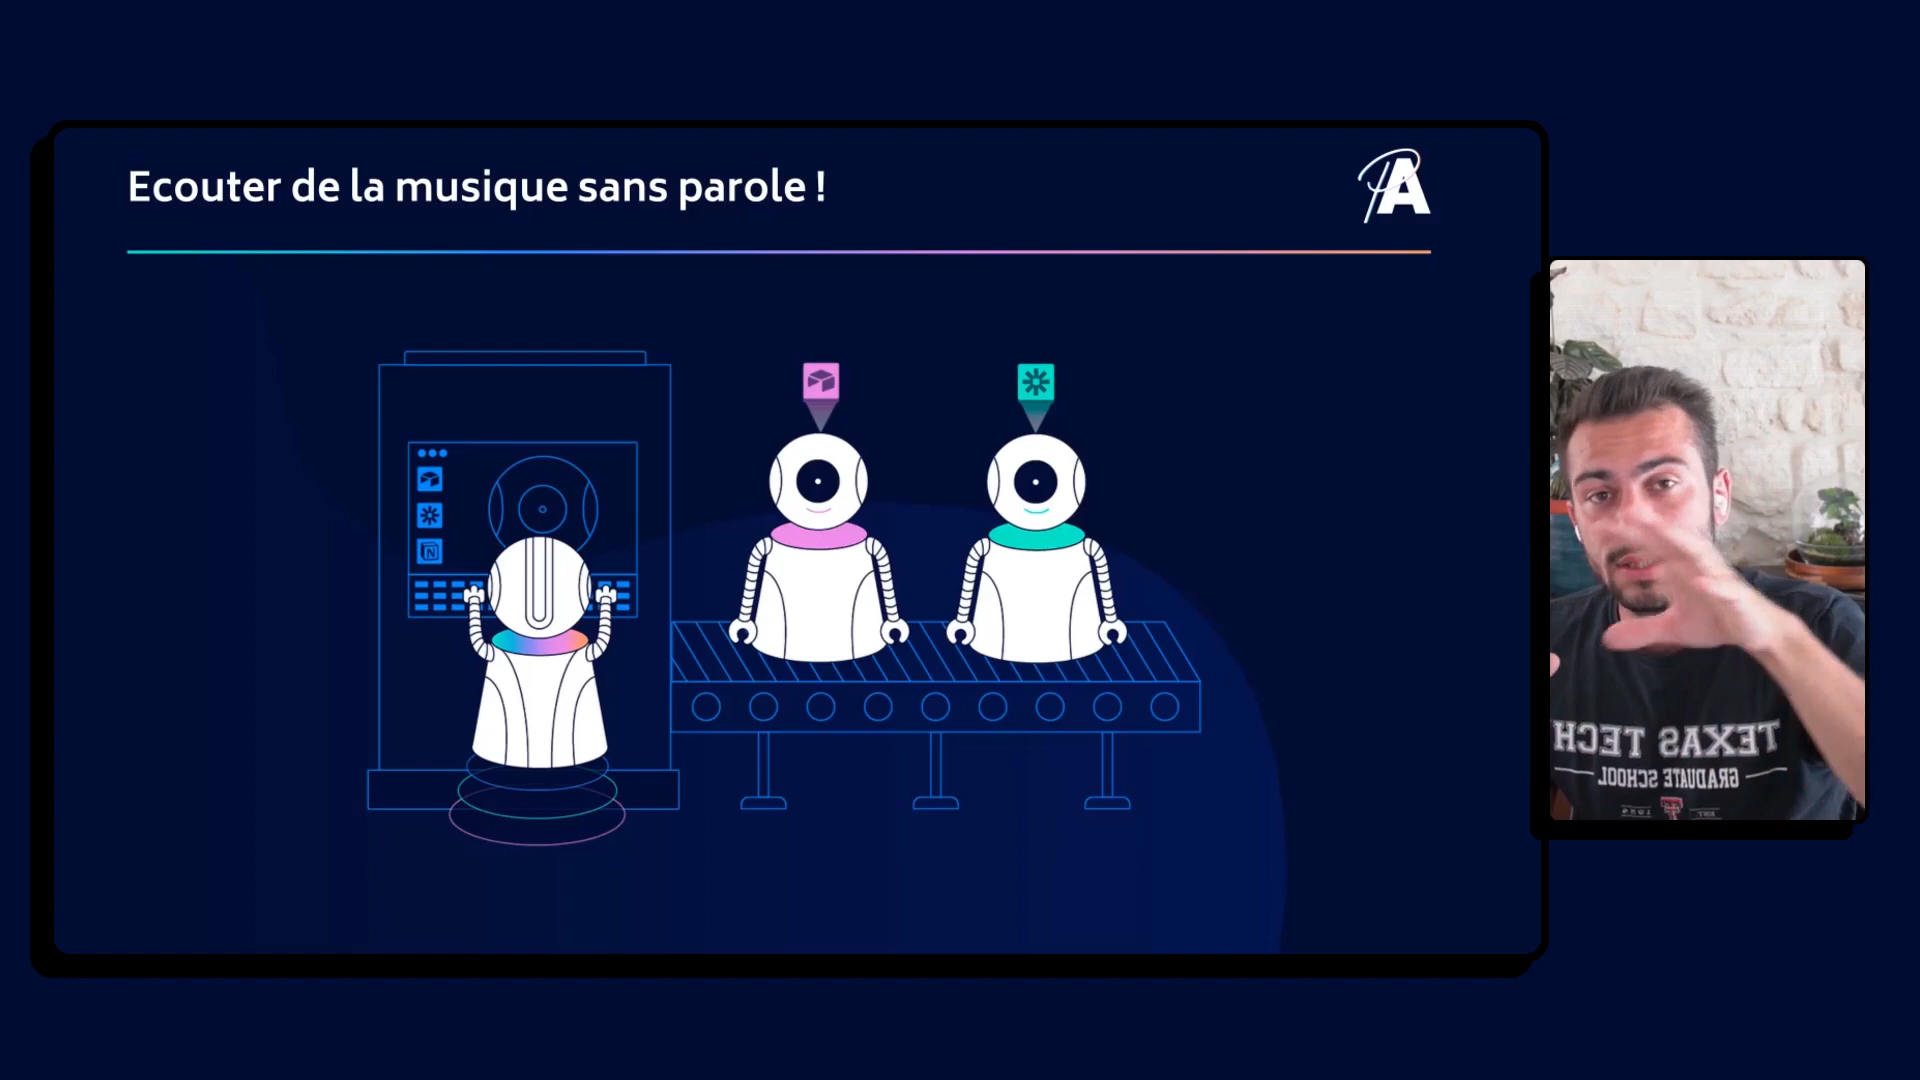 Ecouter de la musique sans parole !
A
N
TEXAS TECH
GRADUATE SCHOOL